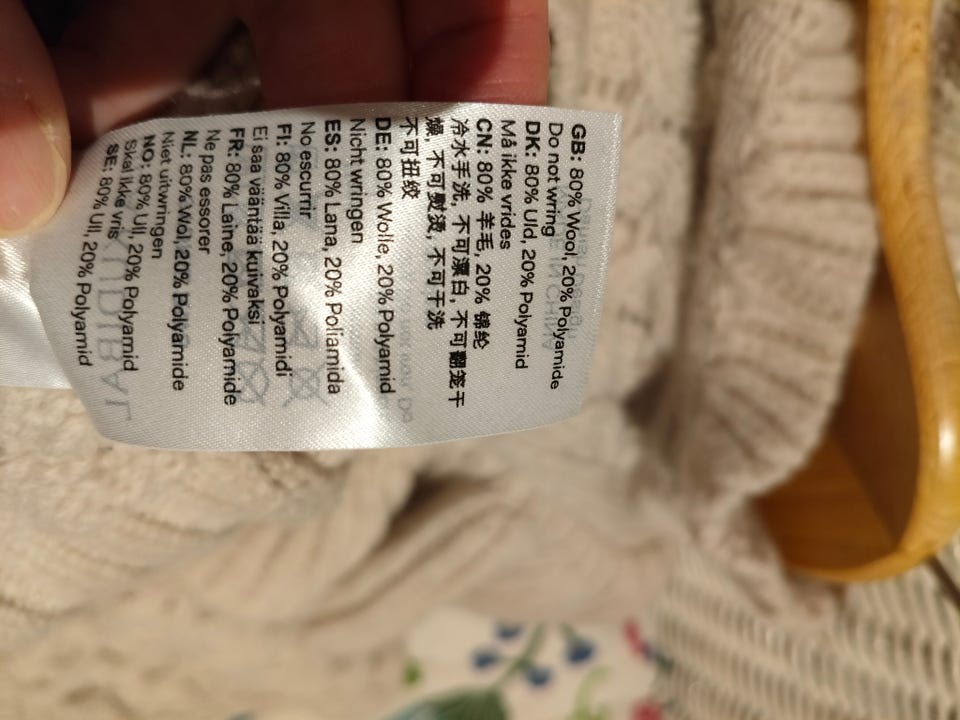 GB: 80% Wool, 20% Polyamide
Do not wring
DK: 80% Uld, 20% Polyamid
Må ikke vrides
CN: 80% 羊毛, 20% 锦纶
冷水手洗, 不可漂白, 不可翻笼干
燥, 不可熨烫, 不可干洗
不可扭绞
DE: 80% Wolle, 20% Polyamid
Nicht wringen
ES: 80% Lana, 20% Poliamida
No escurrir
FI: 80% Villa, 20% Polyamidi
Ei saa vääntää kuivaksi
FR: 80% Laine, 20% Polyamide
Ne pas essorer
NL: 80% Wol, 20% Polyamide
Niet uitwringen
NO: 80% Ull, 20% Polyamid
Skal ikke vris
SE: 80% Ull, 20% Polyamid